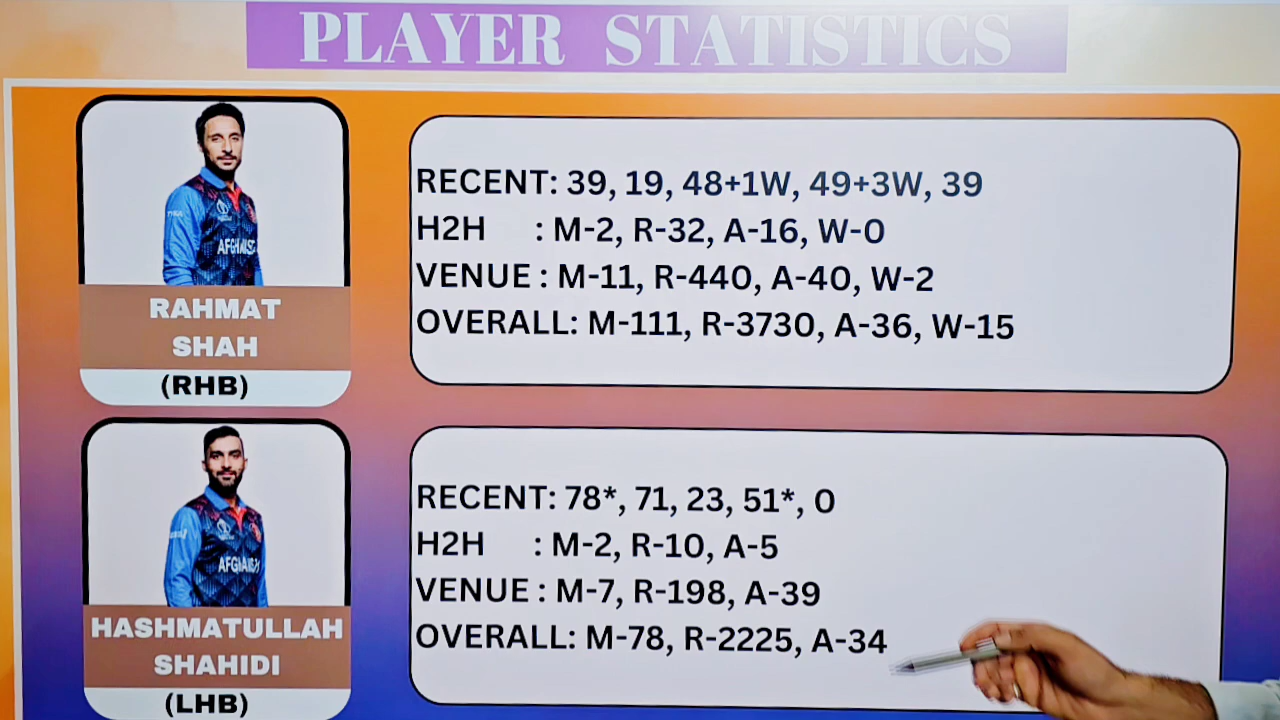 PLAYER STATISTICS
AFGHANIS
RAHMAT
SHAH
(RHB)
RECENT: 39, 19, 48+1W, 49+3W, 39
H2H : M-2, R-32, A-16, W-0
VENUE : M-11, R-440, A-40, W-2
OVERALL: M-111, R-3730, A-36, W-15
HASHMATULLAH
SHAHIDI
(LHB)
RECENT: 78*, 71, 23, 51*, 0
H2H : M-2, R-10, A-5
VENUE : M-7, R-198, A-39
OVERALL: M-78, R-2225, A-34